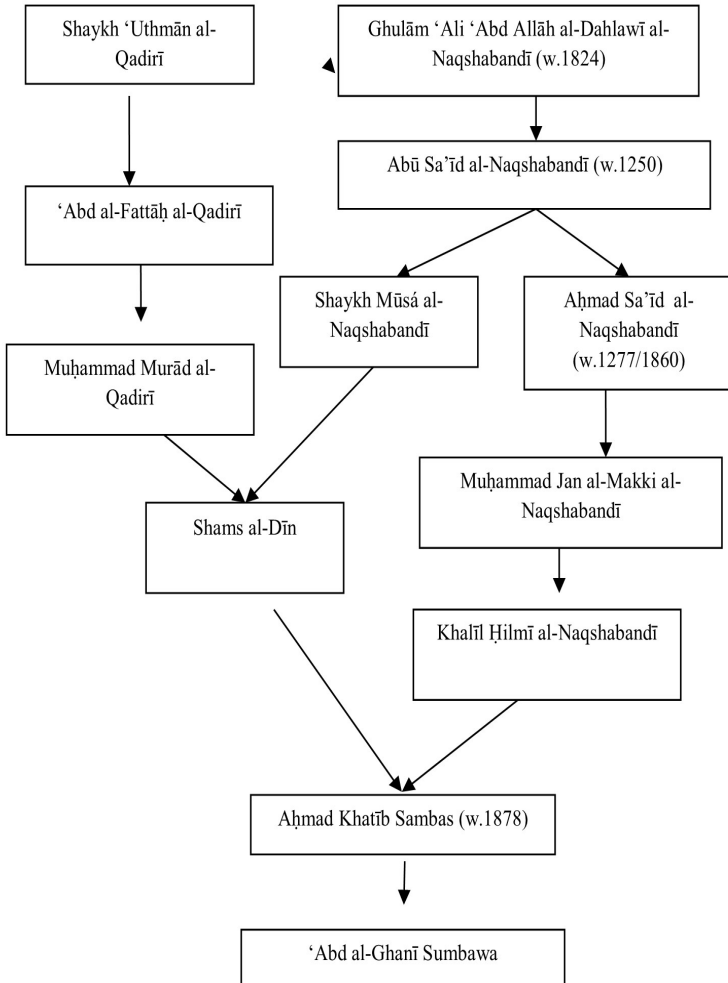 Shaykh ‘Uthmān al-
Qadirī
Ghulām ‘Ali ‘Abd Allāh al-Dahlawī al-
Naqshabandī (w.1824)
Abū Sa’īd al-Naqshabandī (w.1250)
‘Abd al-Fattāḥ al-Qadirī
Shaykh Mūsá al-
Naqshabandī
Aḥmad Sa’īd al-
Naqshabandī
(w.1277/1860)
Muḥammad Murād al-
Qadirī
Muḥammad Jan al-Makki al-
Naqshabandī
Shams al-Dīn
Khalīl Ḥilmī al-Naqshabandī
Aḥmad Khatīb Sambas (w.1878)
‘Abd al-Ghanī Sumbawa